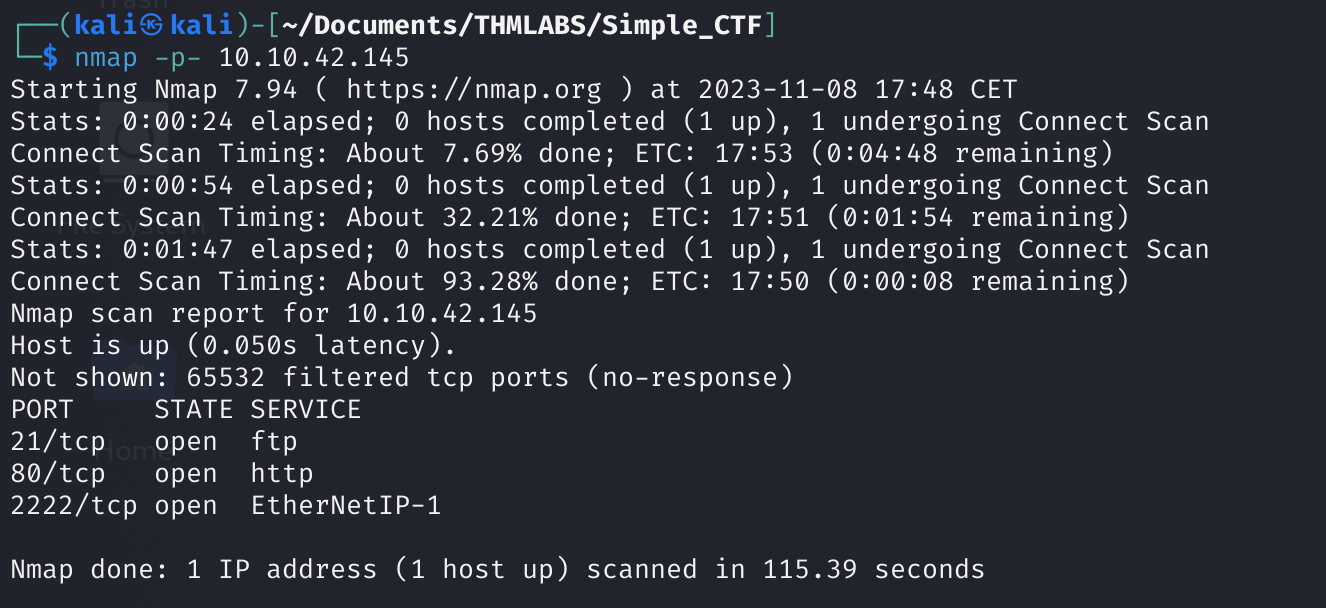 Trash
┌──(kali㉿kali)-[~/Documents/THMLABS/Simple_CTF]
└─$ nmap -p- 10.10.42.145
Starting Nmap 7.94 ( https://nmap.org ) at 2023-11-08 17:48 CET
Stats: 0:00:24 elapsed; 0 hosts completed (1 up), 1 undergoing Connect Scan
Connect Scan Timing: About 7.69% done; ETC: 17:53 (0:04:48 remaining)
Stats: 0:00:54 elapsed; 0 hosts completed (1 up), 1 undergoing Connect Scan
Connect Scan Timing: About 32.21% done; ETC: 17:51 (0:01:54 remaining)
File System
Stats: 0:01:47 elapsed; 0 hosts completed (1 up), 1 undergoing Connect Scan
Connect Scan Timing: About 93.28% done; ETC: 17:50 (0:00:08 remaining)
Nmap scan report for 10.10.42.145
Host is up (0.050s latency).
Not shown: 65532 filtered tcp ports (no-response)
PORT     STATE SERVICE
21/tcp   open  ftp
Home
80/tcp   open  http
2222/tcp open  EtherNetIP-1
Nmap done: 1 IP address (1 host up) scanned in 115.39 seconds